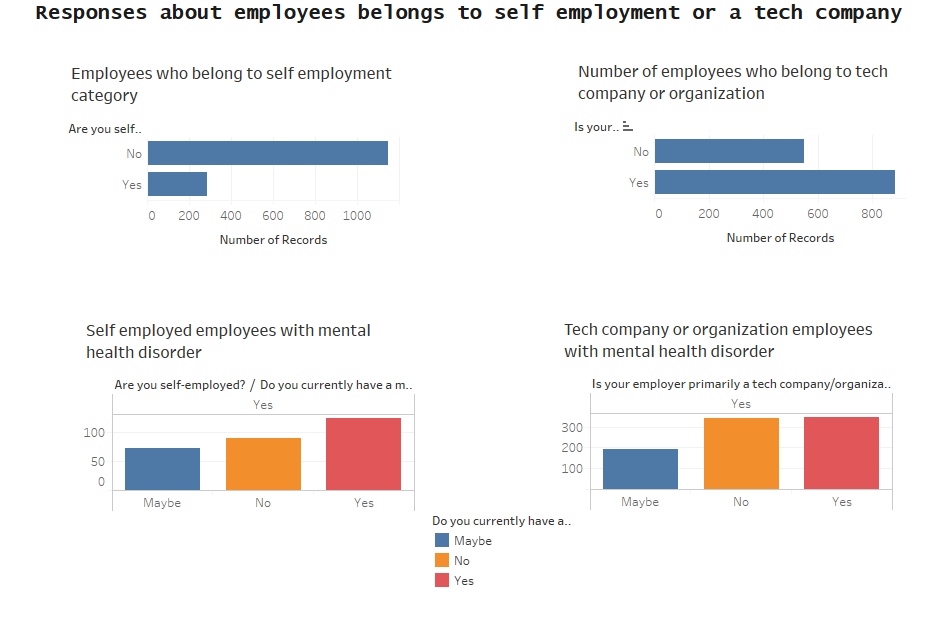 Responses about employees belongs to self employment or a tech company
Employees who belong to self employment
category
Are you self..
No
Yes
0 200 400 600 800 1000
Number of Records
Number of employees who belong to tech
company or organization
Is your..
No
Yes
0 200 400 600 800
Number of Records
Self employed employees with mental
health disorder
Are you self-employed? / Do you currently have a m..
Yes
100
50
0
Maybe No Yes
Tech company or organization employees
with mental health disorder
Is your employer primarily a tech company/organiza..
Yes
300
200
100
Maybe No Yes
Do you currently have a..
Maybe
No
Yes